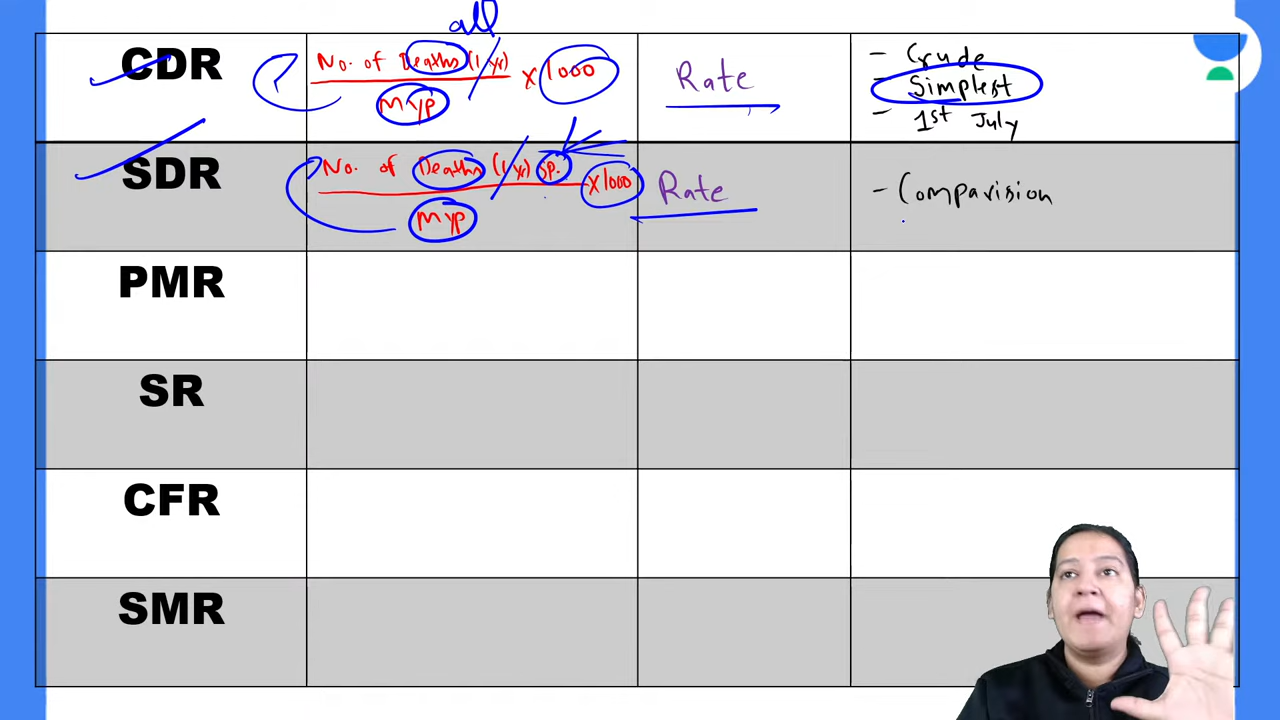 all
CDR
No. of Deaths (1 yr)
MYP
x 1000
Rate
- Crude
- Simplest
- 1st July
SDR
No. of Deaths (1 yr) sp.
MYP
x 1000
Rate
- Comparision
PMR
SR
CFR
SMR